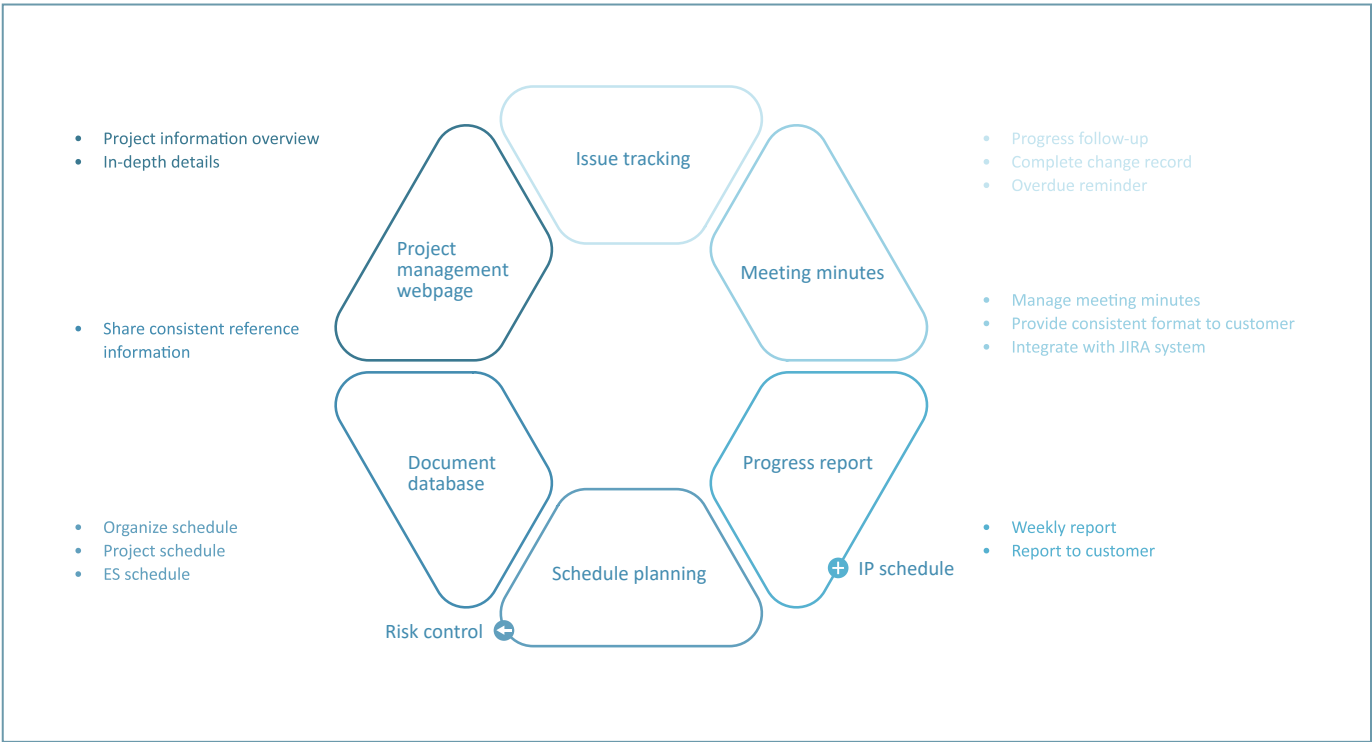 Issue tracking
• Project information overview
• In-depth details
• Progress follow-up
• Complete change record
• Overdue reminder
Project
management
webpage
Meeting minutes
• Share consistent reference
information
• Manage meeting minutes
• Provide consistent format to customer
• Integrate with JIRA system
Document
database
Progress report
• Organize schedule
• Project schedule
• ES schedule
Schedule planning
IP schedule
• Weekly report
• Report to customer
Risk control